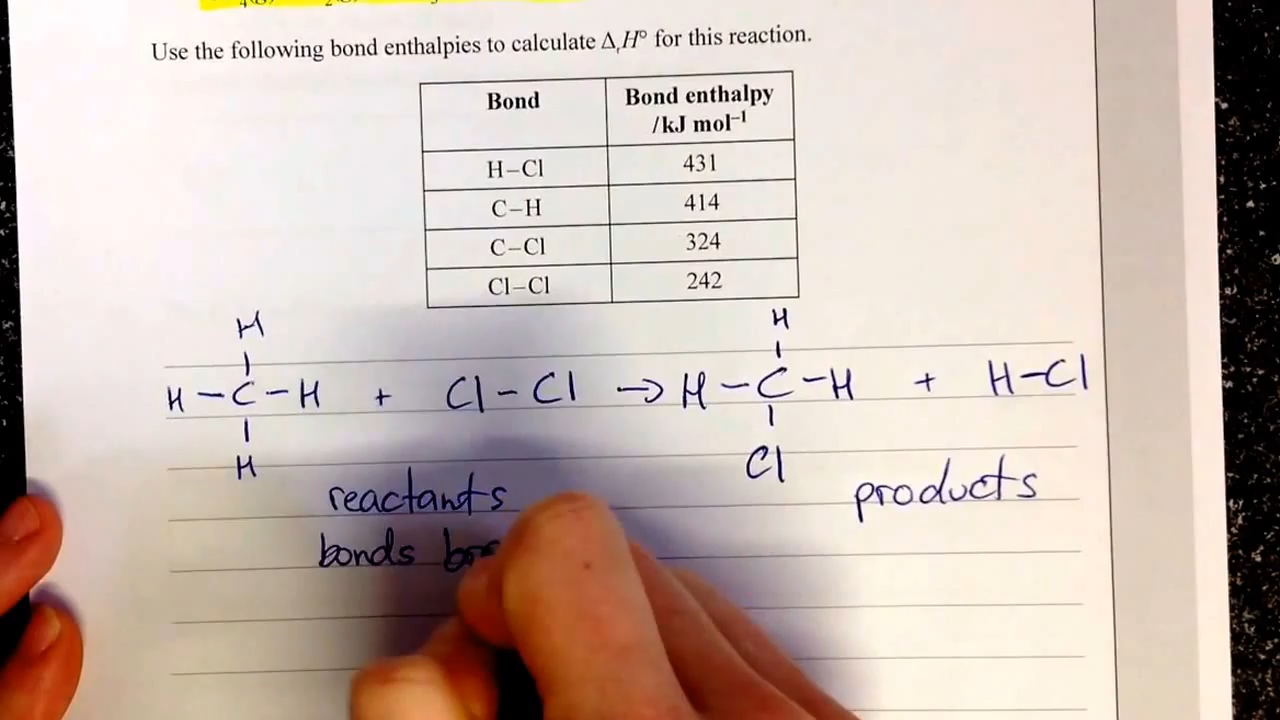 Use the following bond enthalpies to calculate ΔᵣH° for this reaction.
Bond
Bond enthalpy
/kJ mol⁻¹
H–Cl 431
C–H 414
C–Cl 324
Cl–Cl 242
H H
H – C – H + Cl – Cl → H – C – H + H – Cl
H Cl
reactants products
bonds